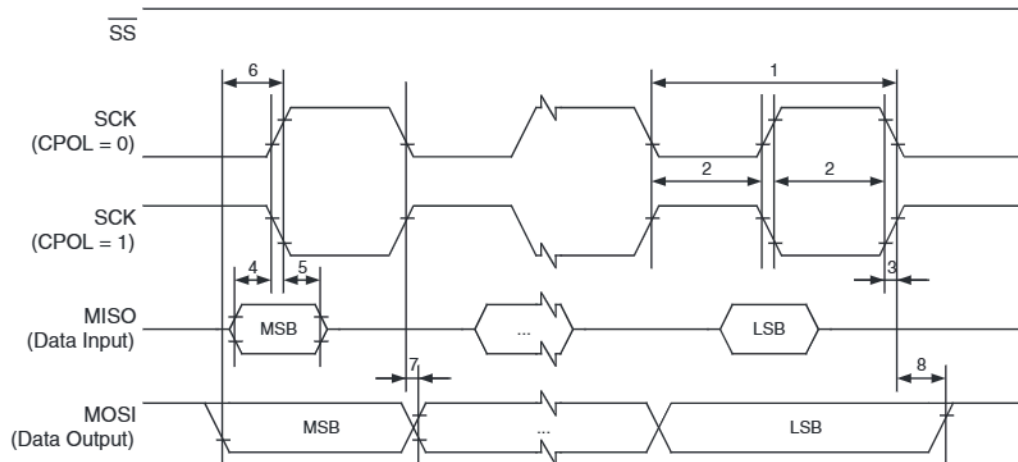 SS
6
1
SCK
(CPOL = 0)
2
2
SCK
(CPOL = 1)
4
5
3
MISO
(Data Input)
MSB
...
LSB
7
8
MOSI
(Data Output)
MSB
...
LSB